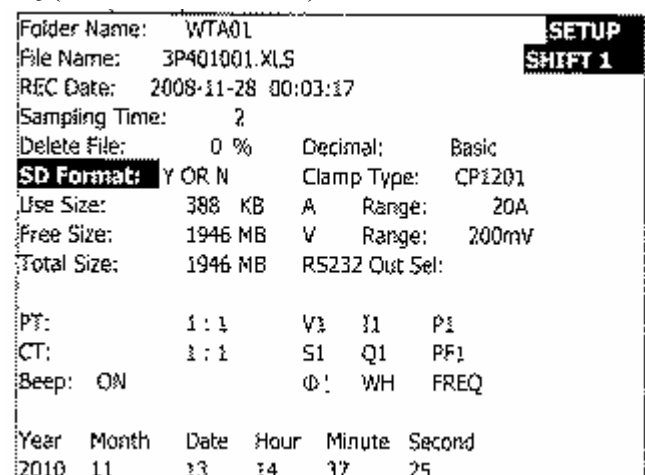 Folder Name: WTA01 SETUP
File Name: 3P401001.XLS SHIFT 1
REC Date: 2008-11-28 00:03:17
Sampling Time: 2
Delete File: 0 % Decimal: Basic
SD Format: Y OR N Clamp Type: CP1201
Use Size: 388 KB A Range: 20A
Free Size: 1946 MB V Range: 200mV
Total Size: 1946 MB RS232 Out Sel:
PT: 1 : 1 V1 I1 P1
CT: 1 : 1 S1 Q1 PF1
Beep: ON Φ1 WH FREQ
Year Month Date Hour Minute Second
2010 11 13 14 37 25